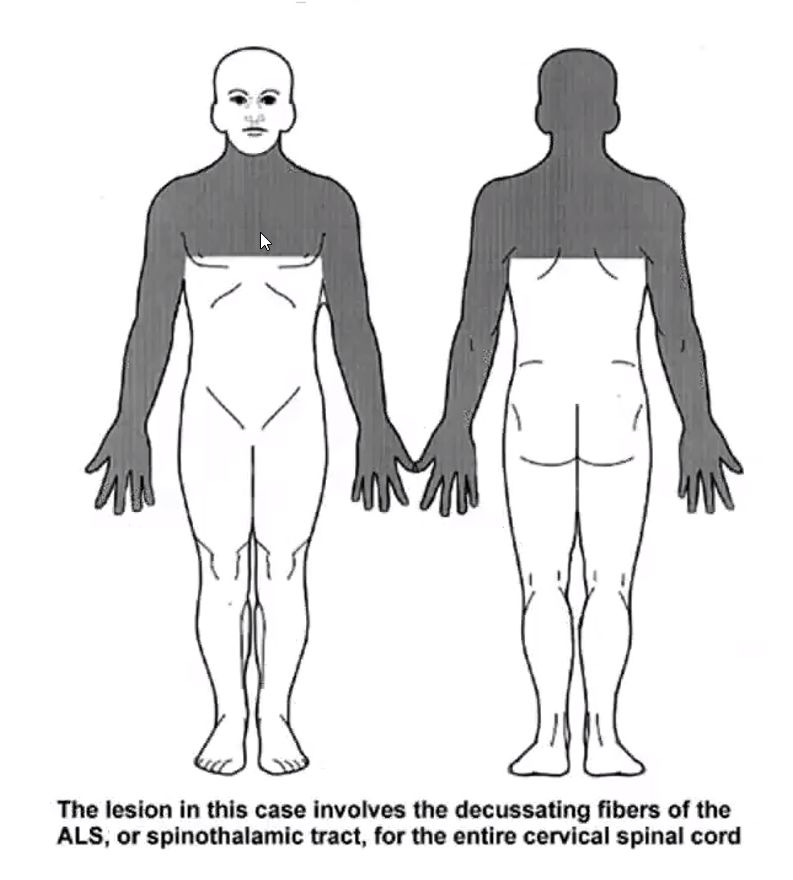 The lesion in this case involves the decussating fibers of the
ALS, or spinothalamic tract, for the entire cervical spinal cord